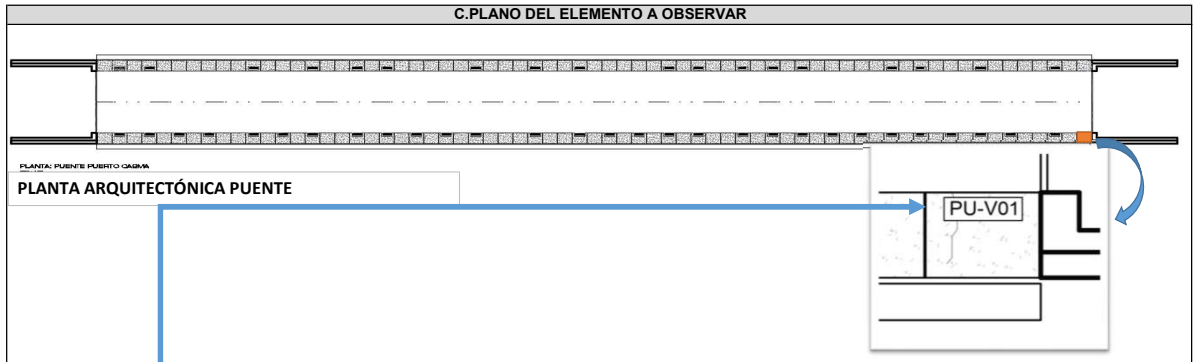 C.PLANO DEL ELEMENTO A OBSERVAR
PLANTA: PUENTE PUERTO CASMA
PLANTA ARQUITECTÓNICA PUENTE
PU-V01